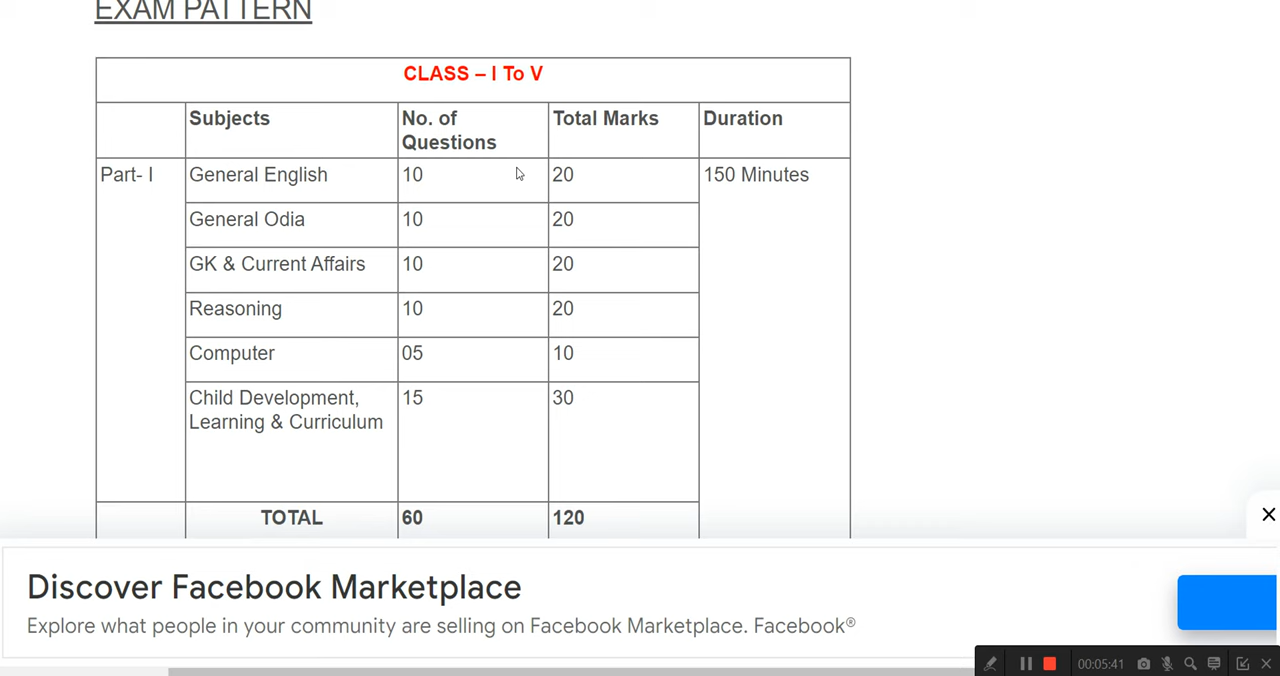 EXAM PATTERN
CLASS – I To V
Subjects No. of Questions Total Marks Duration
Part- I General English 10 20 150 Minutes
General Odia 10 20
GK & Current Affairs 10 20
Reasoning 10 20
Computer 05 10
Child Development, 15 30
Learning & Curriculum
TOTAL 60 120
Discover Facebook Marketplace
Explore what people in your community are selling on Facebook Marketplace. Facebook®
00:05:41